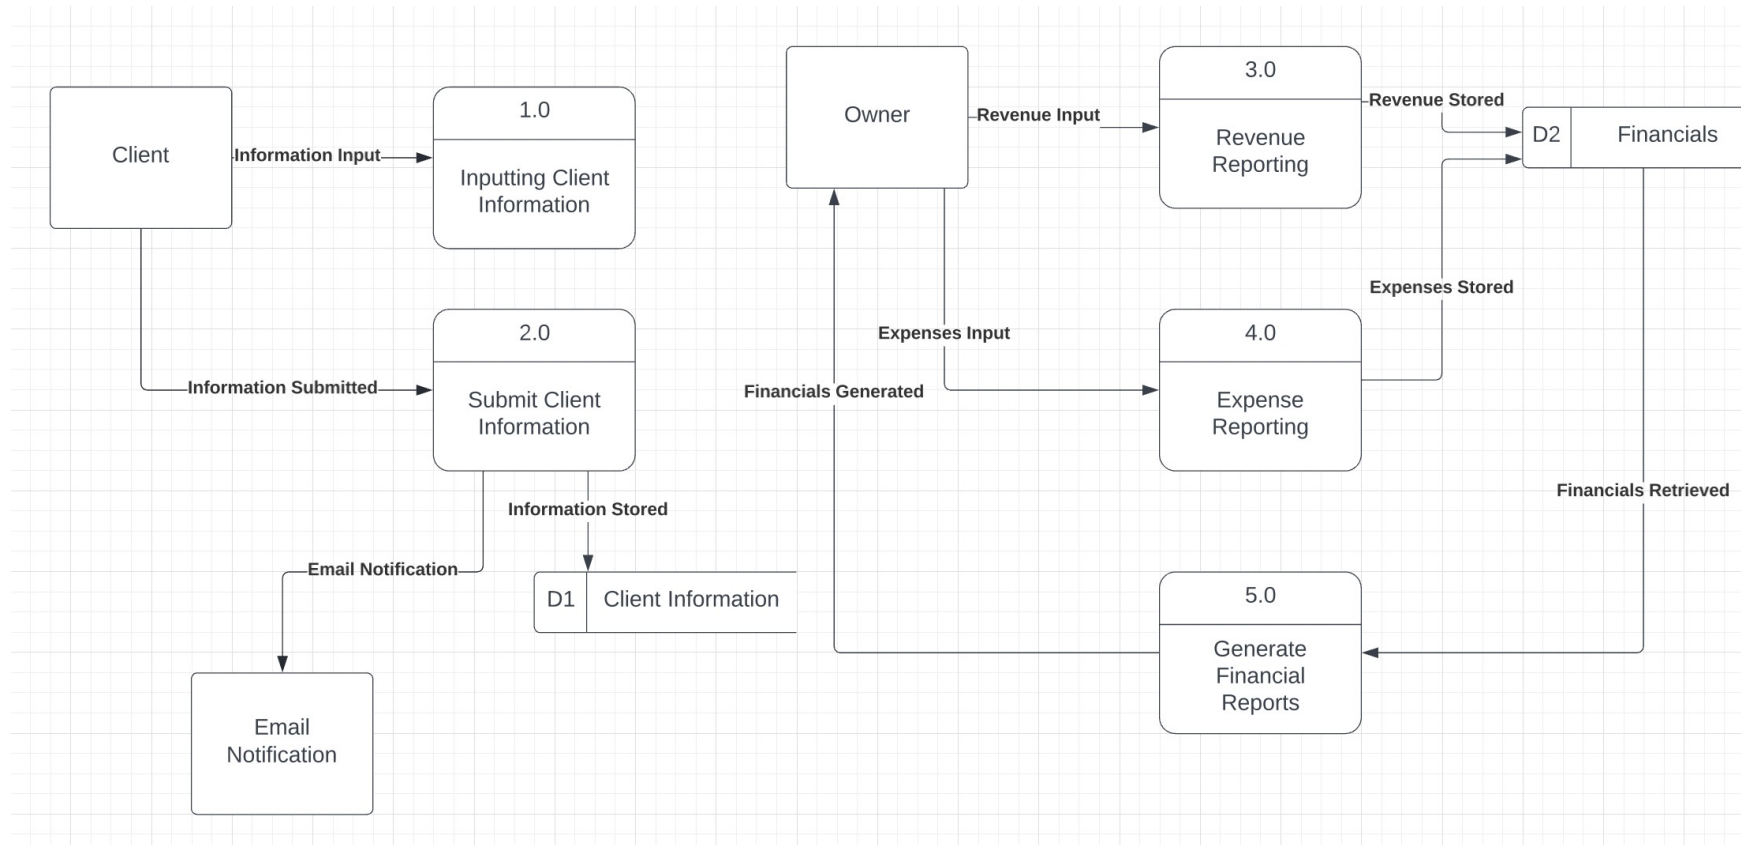 Client
Information Input
1.0
Inputting Client
Information
Information Submitted
2.0
Submit Client
Information
Information Stored
Email Notification
D1
Client Information
Email
Notification
Owner
Revenue Input
3.0
Revenue
Reporting
Revenue Stored
D2
Financials
Expenses Input
4.0
Expense
Reporting
Expenses Stored
Financials Generated
Financials Retrieved
5.0
Generate
Financial
Reports